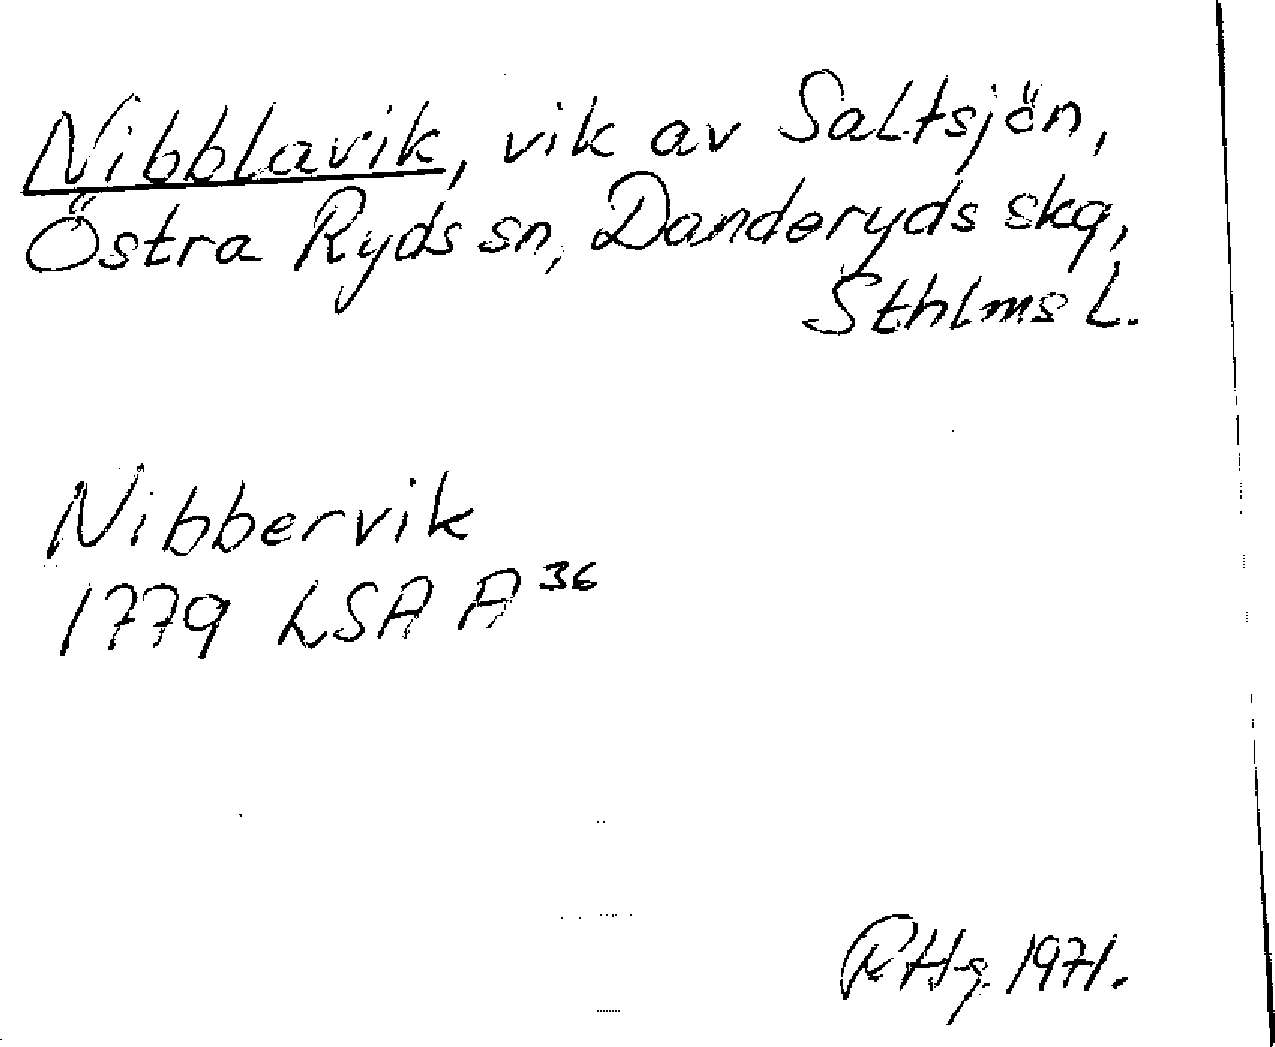 Nibblavik, vik av Saltsjön,
Östra Ryds sn, Danderyds skg,
Sthlms L.
Nibbervik
1779 LSA A 36
RHg. 1971.